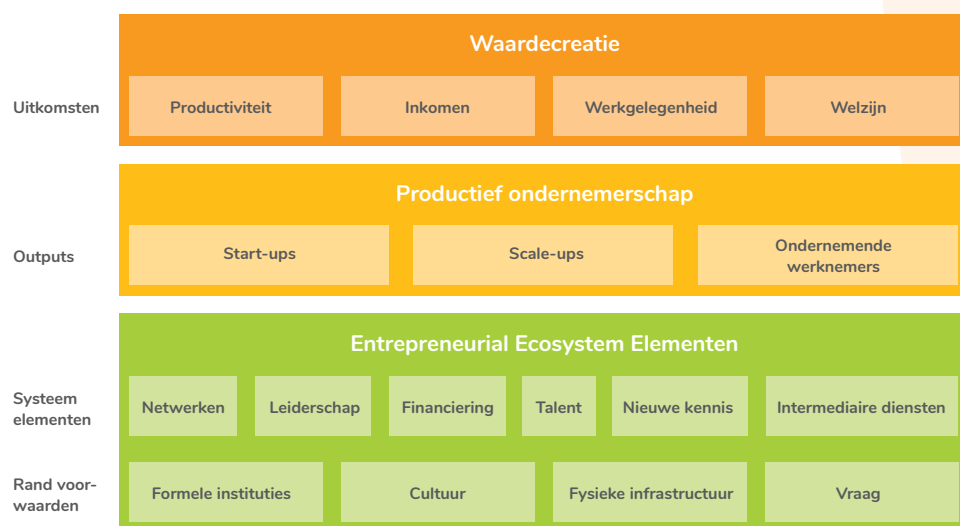 Waardecreatie
Uitkomsten
Productiviteit
Inkomen
Werkgelegenheid
Welzijn
Productief ondernemerschap
Outputs
Start-ups
Scale-ups
Ondernemende
werknemers
Entrepreneurial Ecosystem Elementen
Systeem
elementen
Netwerken
Leiderschap
Financiering
Talent
Nieuwe kennis
Intermediaire diensten
Rand voor-
waarden
Formele instituties
Cultuur
Fysieke infrastructuur
Vraag